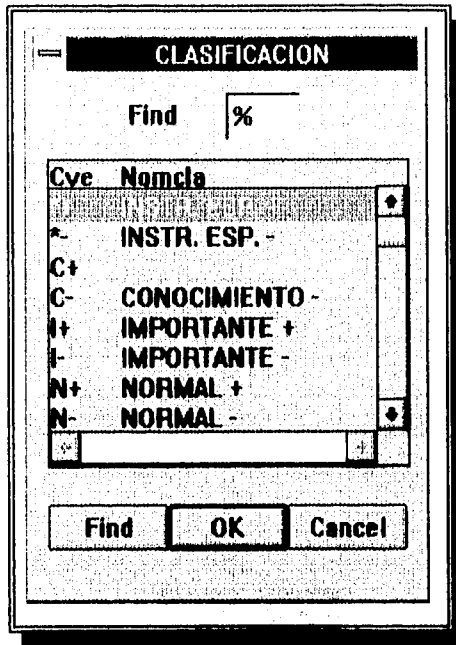 CLASIFICACION
Find %
Cve Nomcla
*- INSTR. ESP. -
C+
C- CONOCIMIENTO -
I+ IMPORTANTE +
I- IMPORTANTE -
N+ NORMAL +
N- NORMAL -
Find OK Cancel